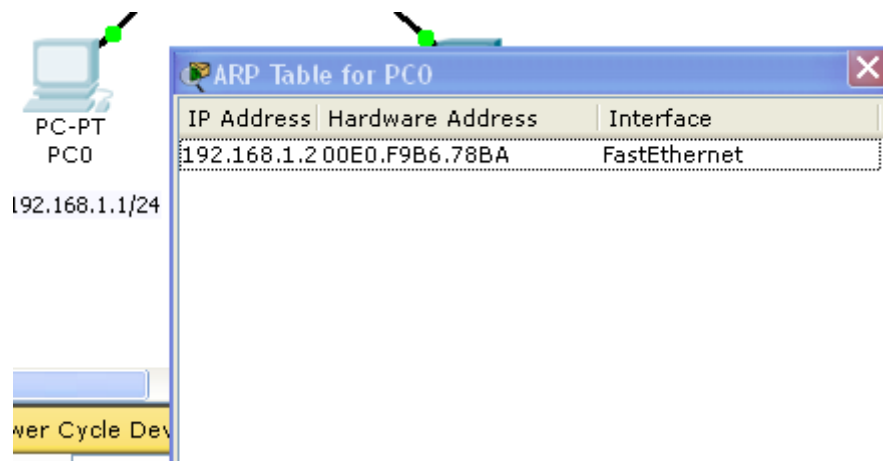 ARP Table for PC0
IP Address Hardware Address Interface
192.168.1.2 00E0.F9B6.78BA FastEthernet
PC-PT
PC0
192.168.1.1/24
wer Cycle Dev